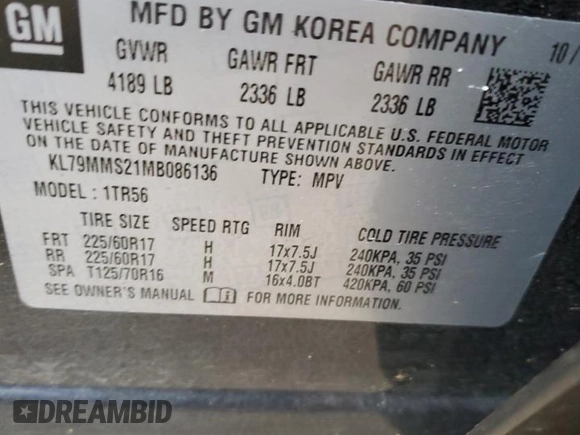 GM MFD BY GM KOREA COMPANY 10/
GVWR GAWR FRT GAWR RR
4189 LB 2336 LB 2336 LB
THIS VEHICLE CONFORMS TO ALL APPLICABLE U.S. FEDERAL MOTOR
VEHICLE SAFETY AND THEFT PREVENTION STANDARDS IN EFFECT
ON THE DATE OF MANUFACTURE SHOWN ABOVE.
KL79MMS21MB086136 TYPE: MPV
MODEL : 1TR56
TIRE SIZE SPEED RTG RIM COLD TIRE PRESSURE
FRT 225/60R17 H 17x7.5J 240KPA, 35 PSI
RR 225/60R17 H 17x7.5J 240KPA, 35 PSI
SPA T125/70R16 M 16x4.0BT 420KPA, 60 PSI
SEE OWNER'S MANUAL FOR MORE INFORMATION.
DREAMBID